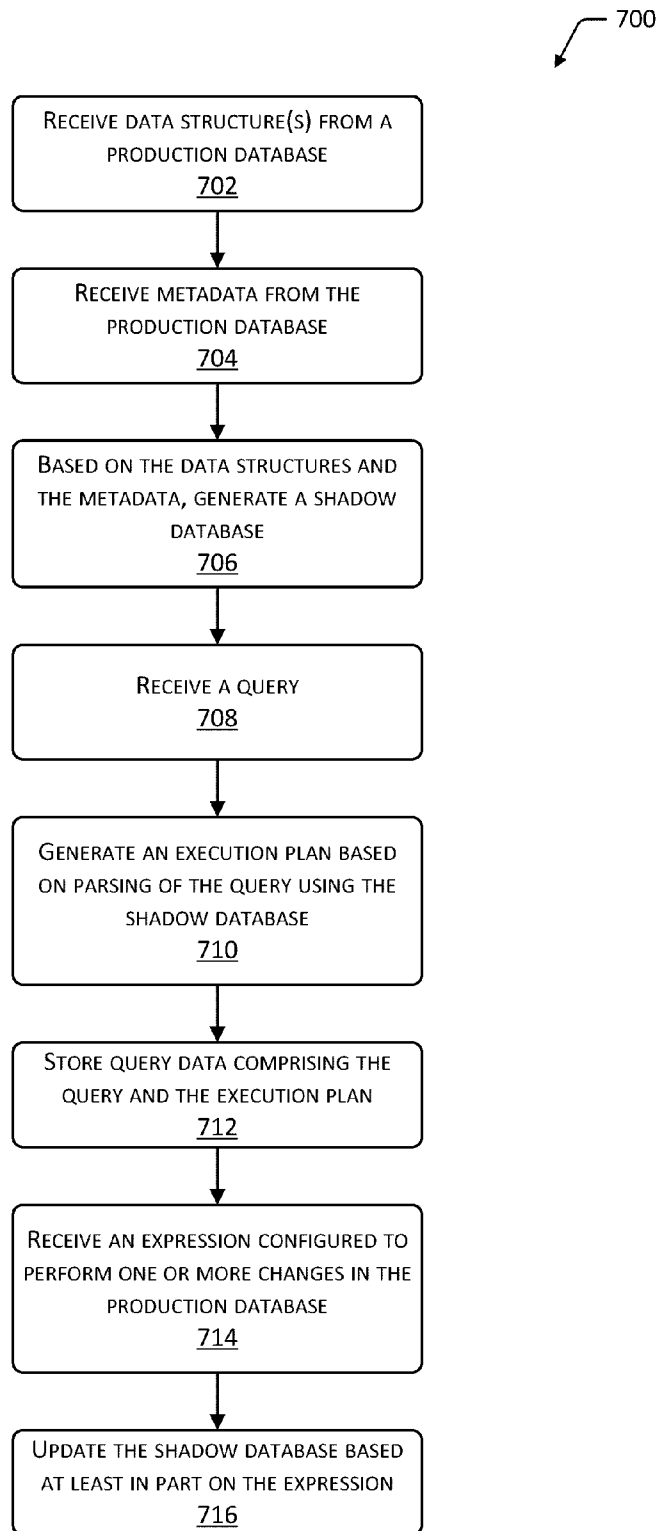 700
RECEIVE DATA STRUCTURE(S) FROM A
PRODUCTION DATABASE
702
RECEIVE METADATA FROM THE
PRODUCTION DATABASE
704
BASED ON THE DATA STRUCTURES AND
THE METADATA, GENERATE A SHADOW
DATABASE
706
RECEIVE A QUERY
708
GENERATE AN EXECUTION PLAN BASED
ON PARSING OF THE QUERY USING THE
SHADOW DATABASE
710
STORE QUERY DATA COMPRISING THE
QUERY AND THE EXECUTION PLAN
712
RECEIVE AN EXPRESSION CONFIGURED TO
PERFORM ONE OR MORE CHANGES IN THE
PRODUCTION DATABASE
714
UPDATE THE SHADOW DATABASE BASED
AT LEAST IN PART ON THE EXPRESSION
716